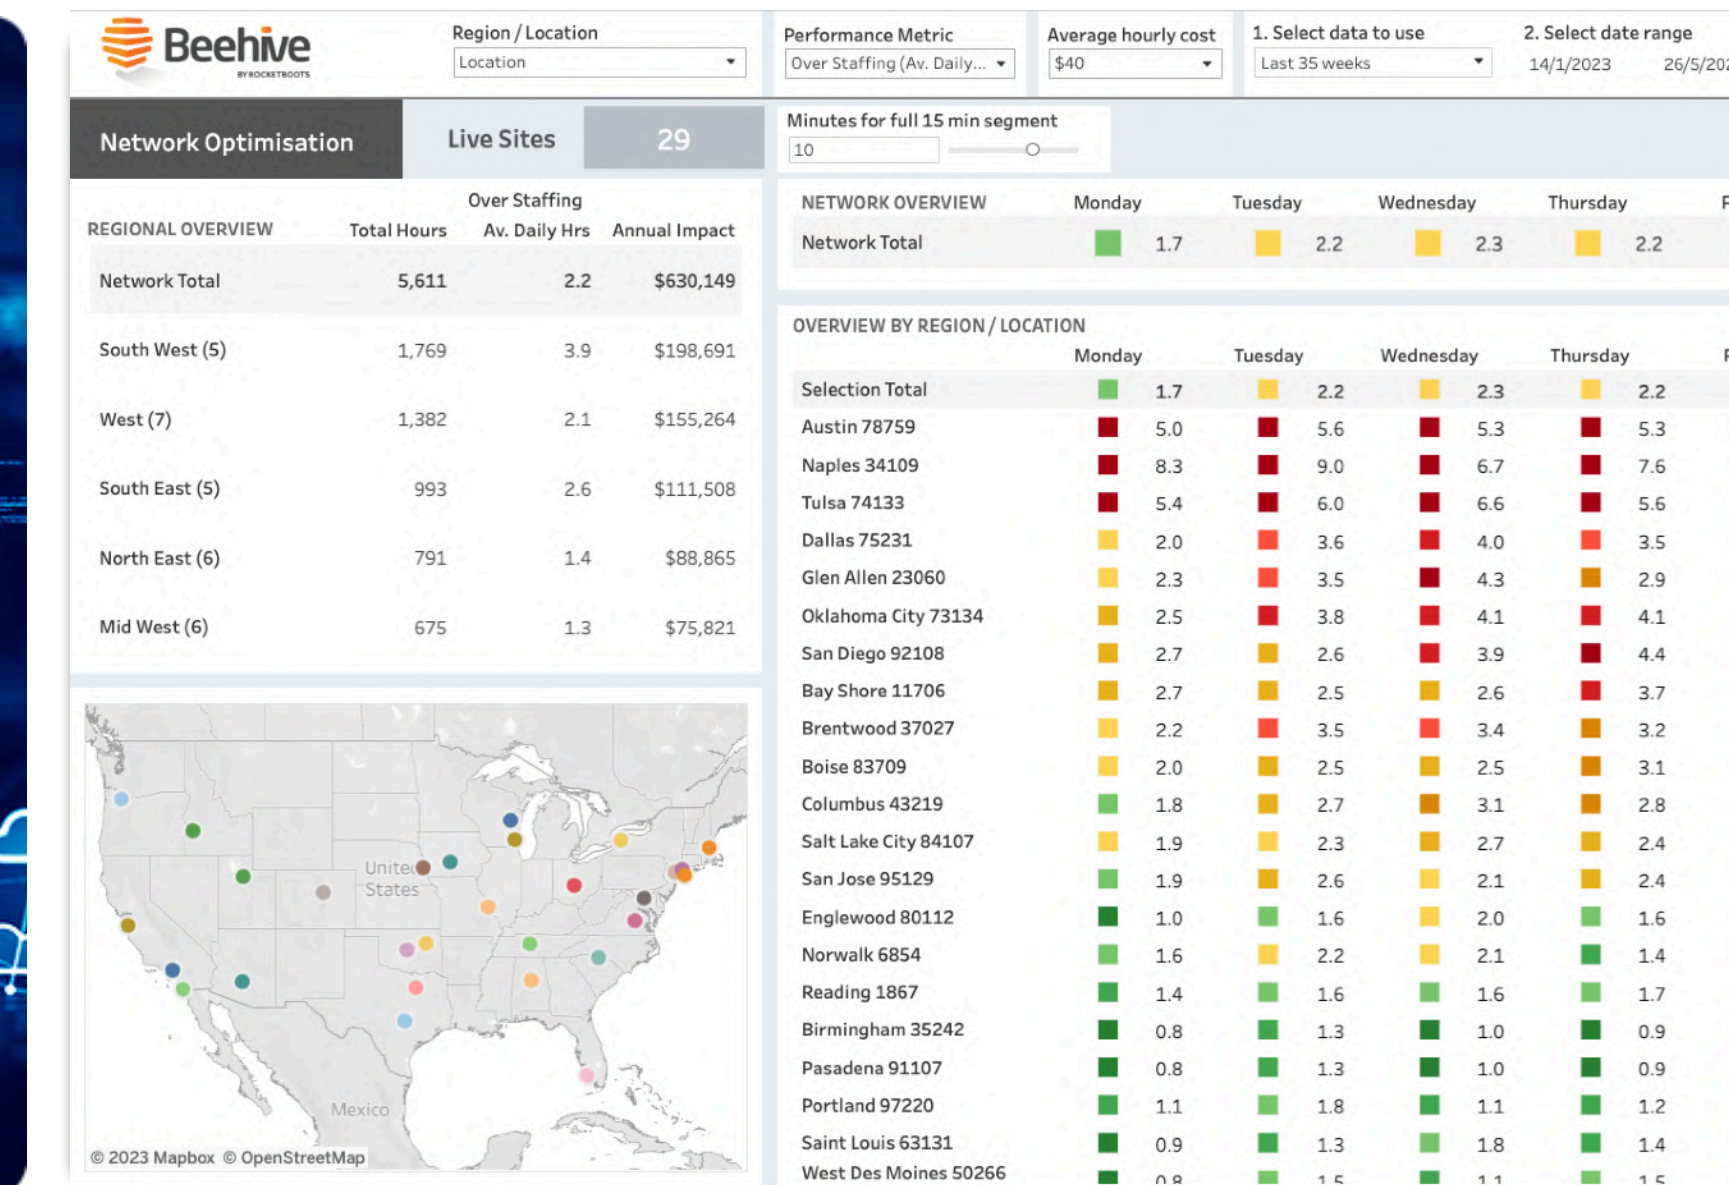 Beehive
BY ROCKETBOOTS
Region / Location
Location
Performance Metric
Over Staffing (Av. Daily...
Average hourly cost
$40
1. Select data to use
Last 35 weeks
2. Select date range
14/1/2023
Network Optimisation
Live Sites
29
Minutes for full 15 min segment
10
Over Staffing
REGIONAL OVERVIEW Total Hours Av. Daily Hrs Annual Impact
Network Total 5,611 2.2 $630,149
South West (5) 1,769 3.9 $198,691
West (7) 1,382 2.1 $155,264
South East (5) 993 2.6 $111,508
North East (6) 791 1.4 $88,865
Mid West (6) 675 1.3 $75,821
United
States
Mexico
© 2023 Mapbox © OpenStreetMap
NETWORK OVERVIEW Monday Tuesday Wednesday Thursday
Network Total 1.7 2.2 2.3 2.2
OVERVIEW BY REGION / LOCATION
Monday Tuesday Wednesday Thursday
Selection Total 1.7 2.2 2.3 2.2
Austin 78759 5.0 5.6 5.3 5.3
Naples 34109 8.3 9.0 6.7 7.6
Tulsa 74133 5.4 6.0 6.6 5.6
Dallas 75231 2.0 3.6 4.0 3.5
Glen Allen 23060 2.3 3.5 4.3 2.9
Oklahoma City 73134 2.5 3.8 4.1 4.1
San Diego 92108 2.7 2.6 3.9 4.4
Bay Shore 11706 2.7 2.5 2.6 3.7
Brentwood 37027 2.2 3.5 3.4 3.2
Boise 83709 2.0 2.5 2.5 3.1
Columbus 43219 1.8 2.7 3.1 2.8
Salt Lake City 84107 1.9 2.3 2.7 2.4
San Jose 95129 1.9 2.6 2.1 2.4
Englewood 80112 1.0 1.6 2.0 1.6
Norwalk 6854 1.6 2.2 2.1 1.4
Reading 1867 1.4 1.6 1.6 1.7
Birmingham 35242 0.8 1.3 1.0 0.9
Pasadena 91107 0.8 1.3 1.0 0.9
Portland 97220 1.1 1.8 1.1 1.2
Saint Louis 63131 0.9 1.3 1.8 1.4
West Des Moines 50266 0.8 1.5 1.1 1.5